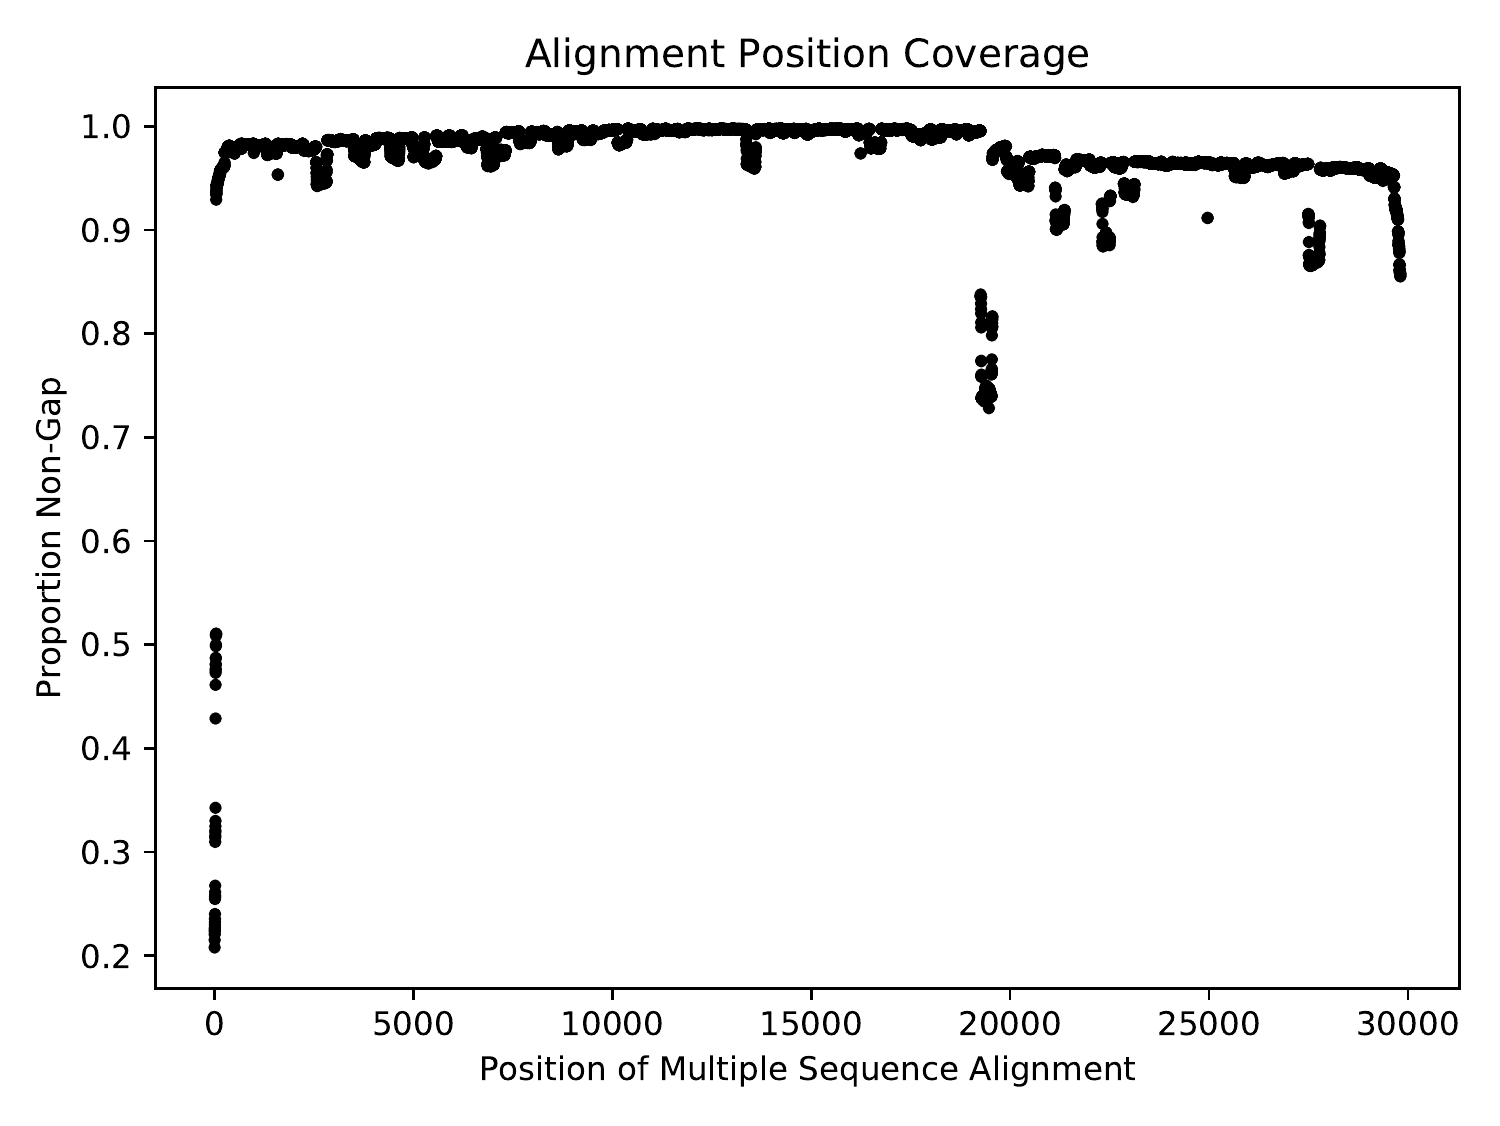 Alignment Position Coverage
1.0
0.9
0.8
0.7
0.6
0.5
0.4
0.3
0.2
Proportion Non-Gap
0 5000 10000 15000 20000 25000 30000
Position of Multiple Sequence Alignment